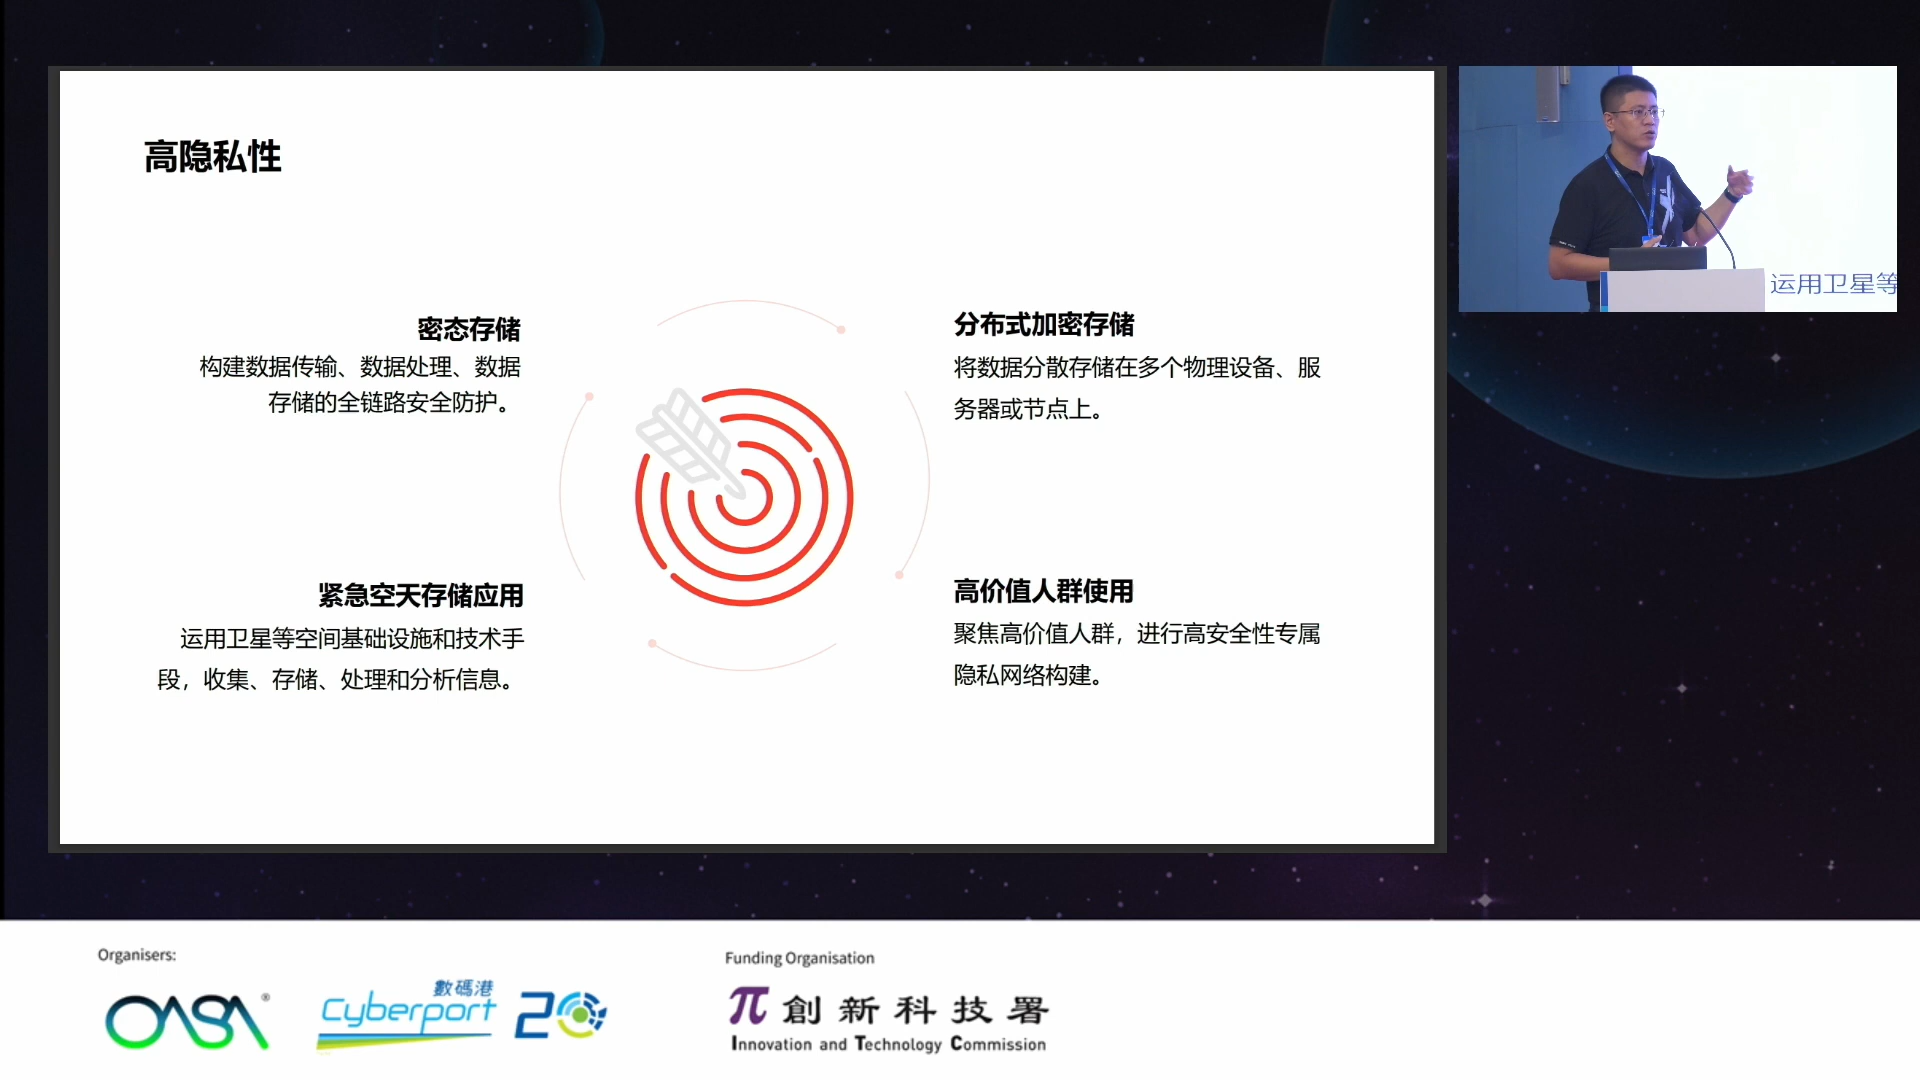 高隐私性
密态存储
构建数据传输、数据处理、数据
存储的全链路安全防护。
分布式加密存储
将数据分散存储在多个物理设备、服
务器或节点上。
紧急空天存储应用
运用卫星等空间基础设施和技术手
段，收集、存储、处理和分析信息。
高价值人群使用
聚焦高价值人群，进行高安全性专属
隐私网络构建。
运用卫星等
Organisers:
OASA®
數碼港
Cyberport 20
Funding Organisation
創新科技署
Innovation and Technology Commission